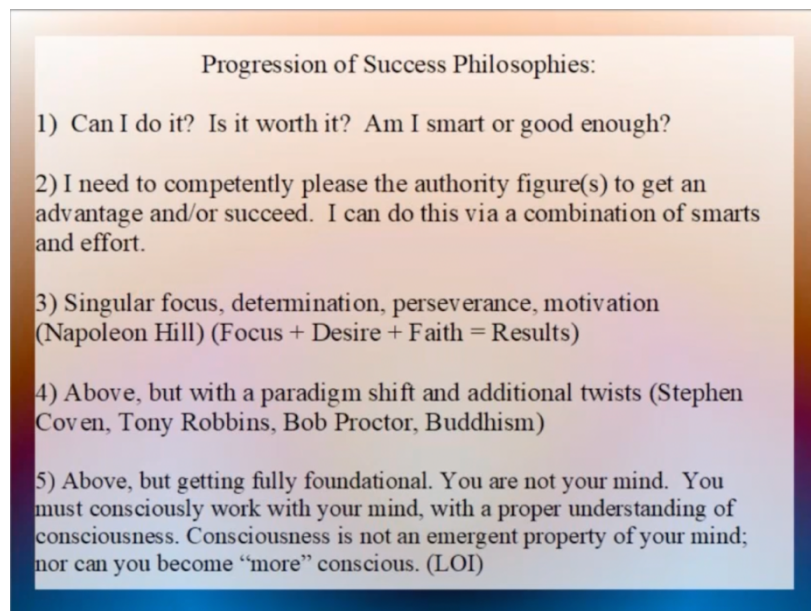 Progression of Success Philosophies:
1)  Can I do it?  Is it worth it?  Am I smart or good enough?
2) I need to competently please the authority figure(s) to get an
advantage and/or succeed.  I can do this via a combination of smarts
and effort.
3) Singular focus, determination, perseverance, motivation
(Napoleon Hill) (Focus + Desire + Faith = Results)
4) Above, but with a paradigm shift and additional twists (Stephen
Coven, Tony Robbins, Bob Proctor, Buddhism)
5) Above, but getting fully foundational. You are not your mind.  You
must consciously work with your mind, with a proper understanding of
consciousness. Consciousness is not an emergent property of your mind;
nor can you become “more” conscious. (LOI)